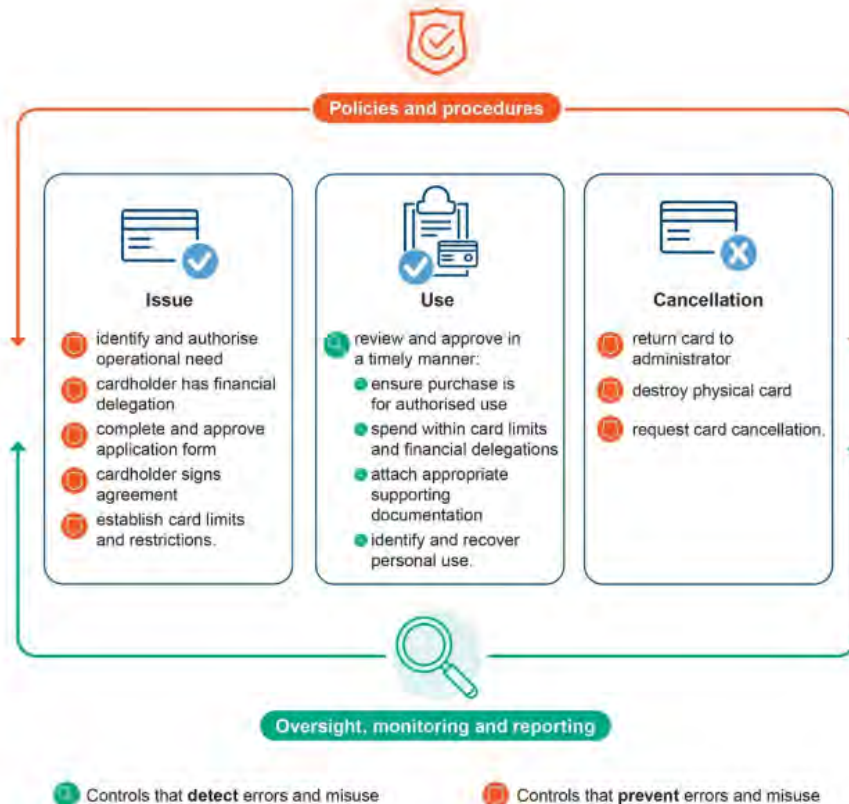 Policies and procedures
Issue
identify and authorise
operational need
cardholder has financial
delegation
complete and approve
application form
cardholder signs
agreement
establish card limits
and restrictions.
Use
review and approve in
a timely manner:
ensure purchase is
for authorised use
spend within card limits
and financial delegations
attach appropriate
supporting
documentation
identify and recover
personal use.
Cancellation
return card to
administrator
destroy physical card
request card cancellation.
Oversight, monitoring and reporting
Controls that detect errors and misuse
Controls that prevent errors and misuse